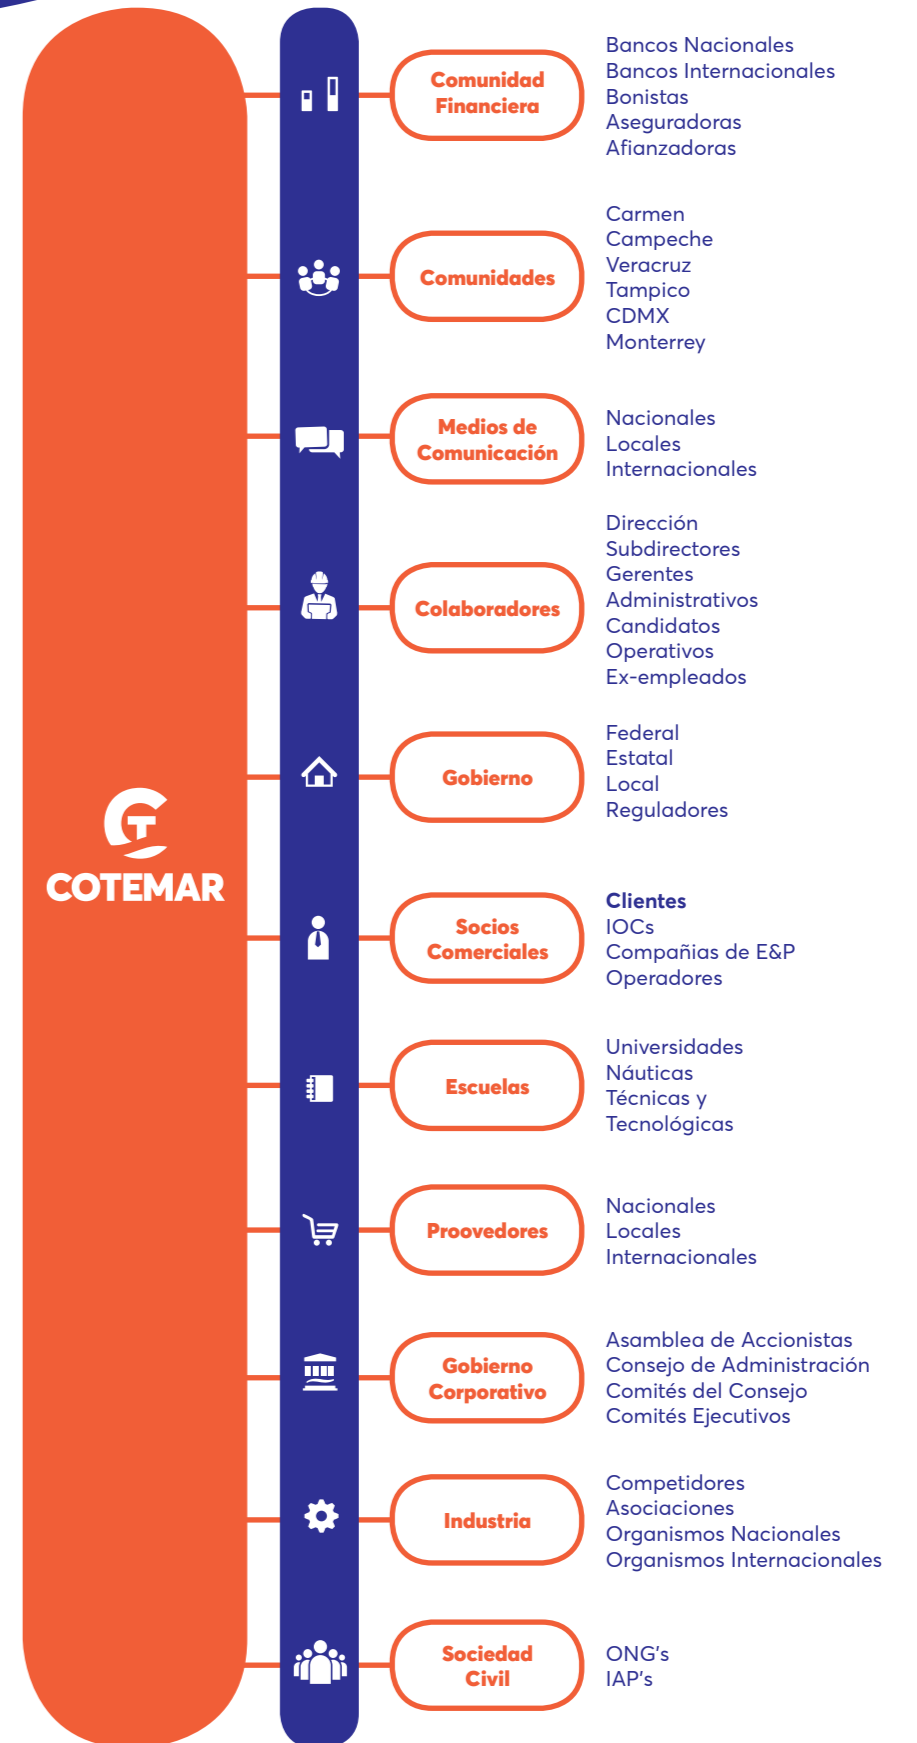 Comunidad
Financiera
Bancos Nacionales
Bancos Internacionales
Bonistas
Aseguradoras
Afianzadoras
Comunidades
Carmen
Campeche
Veracruz
Tampico
CDMX
Monterrey
Medios de
Comunicación
Nacionales
Locales
Internacionales
Colaboradores
Dirección
Subdirectores
Gerentes
Administrativos
Candidatos
Operativos
Ex-empleados
Gobierno
Federal
Estatal
Local
Reguladores
COTEMAR
Socios
Comerciales
Clientes
IOCs
Compañias de E&P
Operadores
Escuelas
Universidades
Náuticas
Técnicas y
Tecnológicas
Proovedores
Nacionales
Locales
Internacionales
Gobierno
Corporativo
Asamblea de Accionistas
Consejo de Administración
Comités del Consejo
Comités Ejecutivos
Industria
Competidores
Asociaciones
Organismos Nacionales
Organismos Internacionales
Sociedad
Civil
ONG's
IAP's